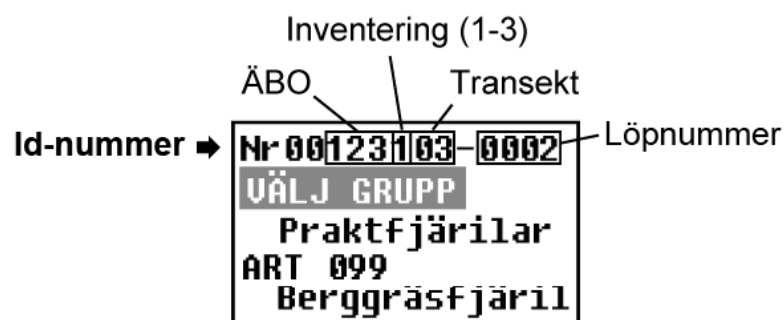 Inventering (1-3)
ÄBO Transekt
Id-nummer ➡ Nr 00123103-0002 Löpnummer
VÄLJ GRUPP
Praktfjärilar
ART 099
Berggräsfjäril